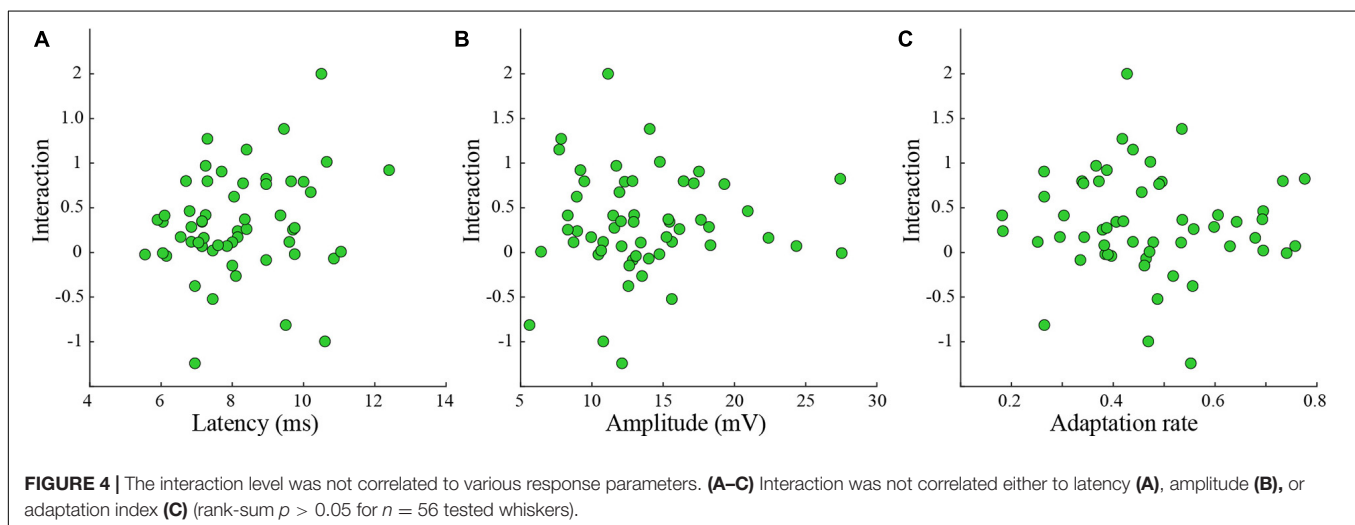 A
B
C
2
1.0
1
0.5
0
-0.5
-1
Interaction
4 6 8 10 12 14
Latency (ms)
2
1.0
1
0.5
0
-0.5
-1
Interaction
5 10 15 20 25 30
Amplitude (mV)
2
1.0
1
0.5
0
-0.5
-1
Interaction
0.2 0.4 0.6 0.8
Adaptation rate
FIGURE 4 | The interaction level was not correlated to various response parameters. (A–C) Interaction was not correlated either to latency (A), amplitude (B), or
adaptation index (C) (rank-sum p > 0.05 for n = 56 tested whiskers).